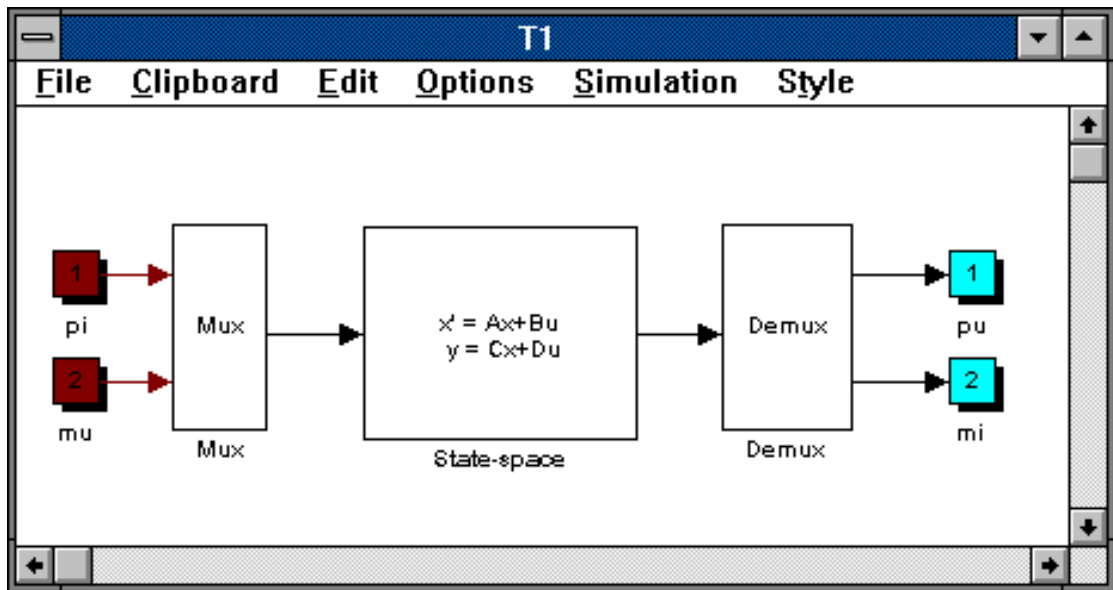 T1
File Clipboard Edit Options Simulation Style
1
pi
2
mu
Mux
Mux
x' = Ax+Bu
y = Cx+Du
State-space
Demux
Demux
1
pu
2
mi